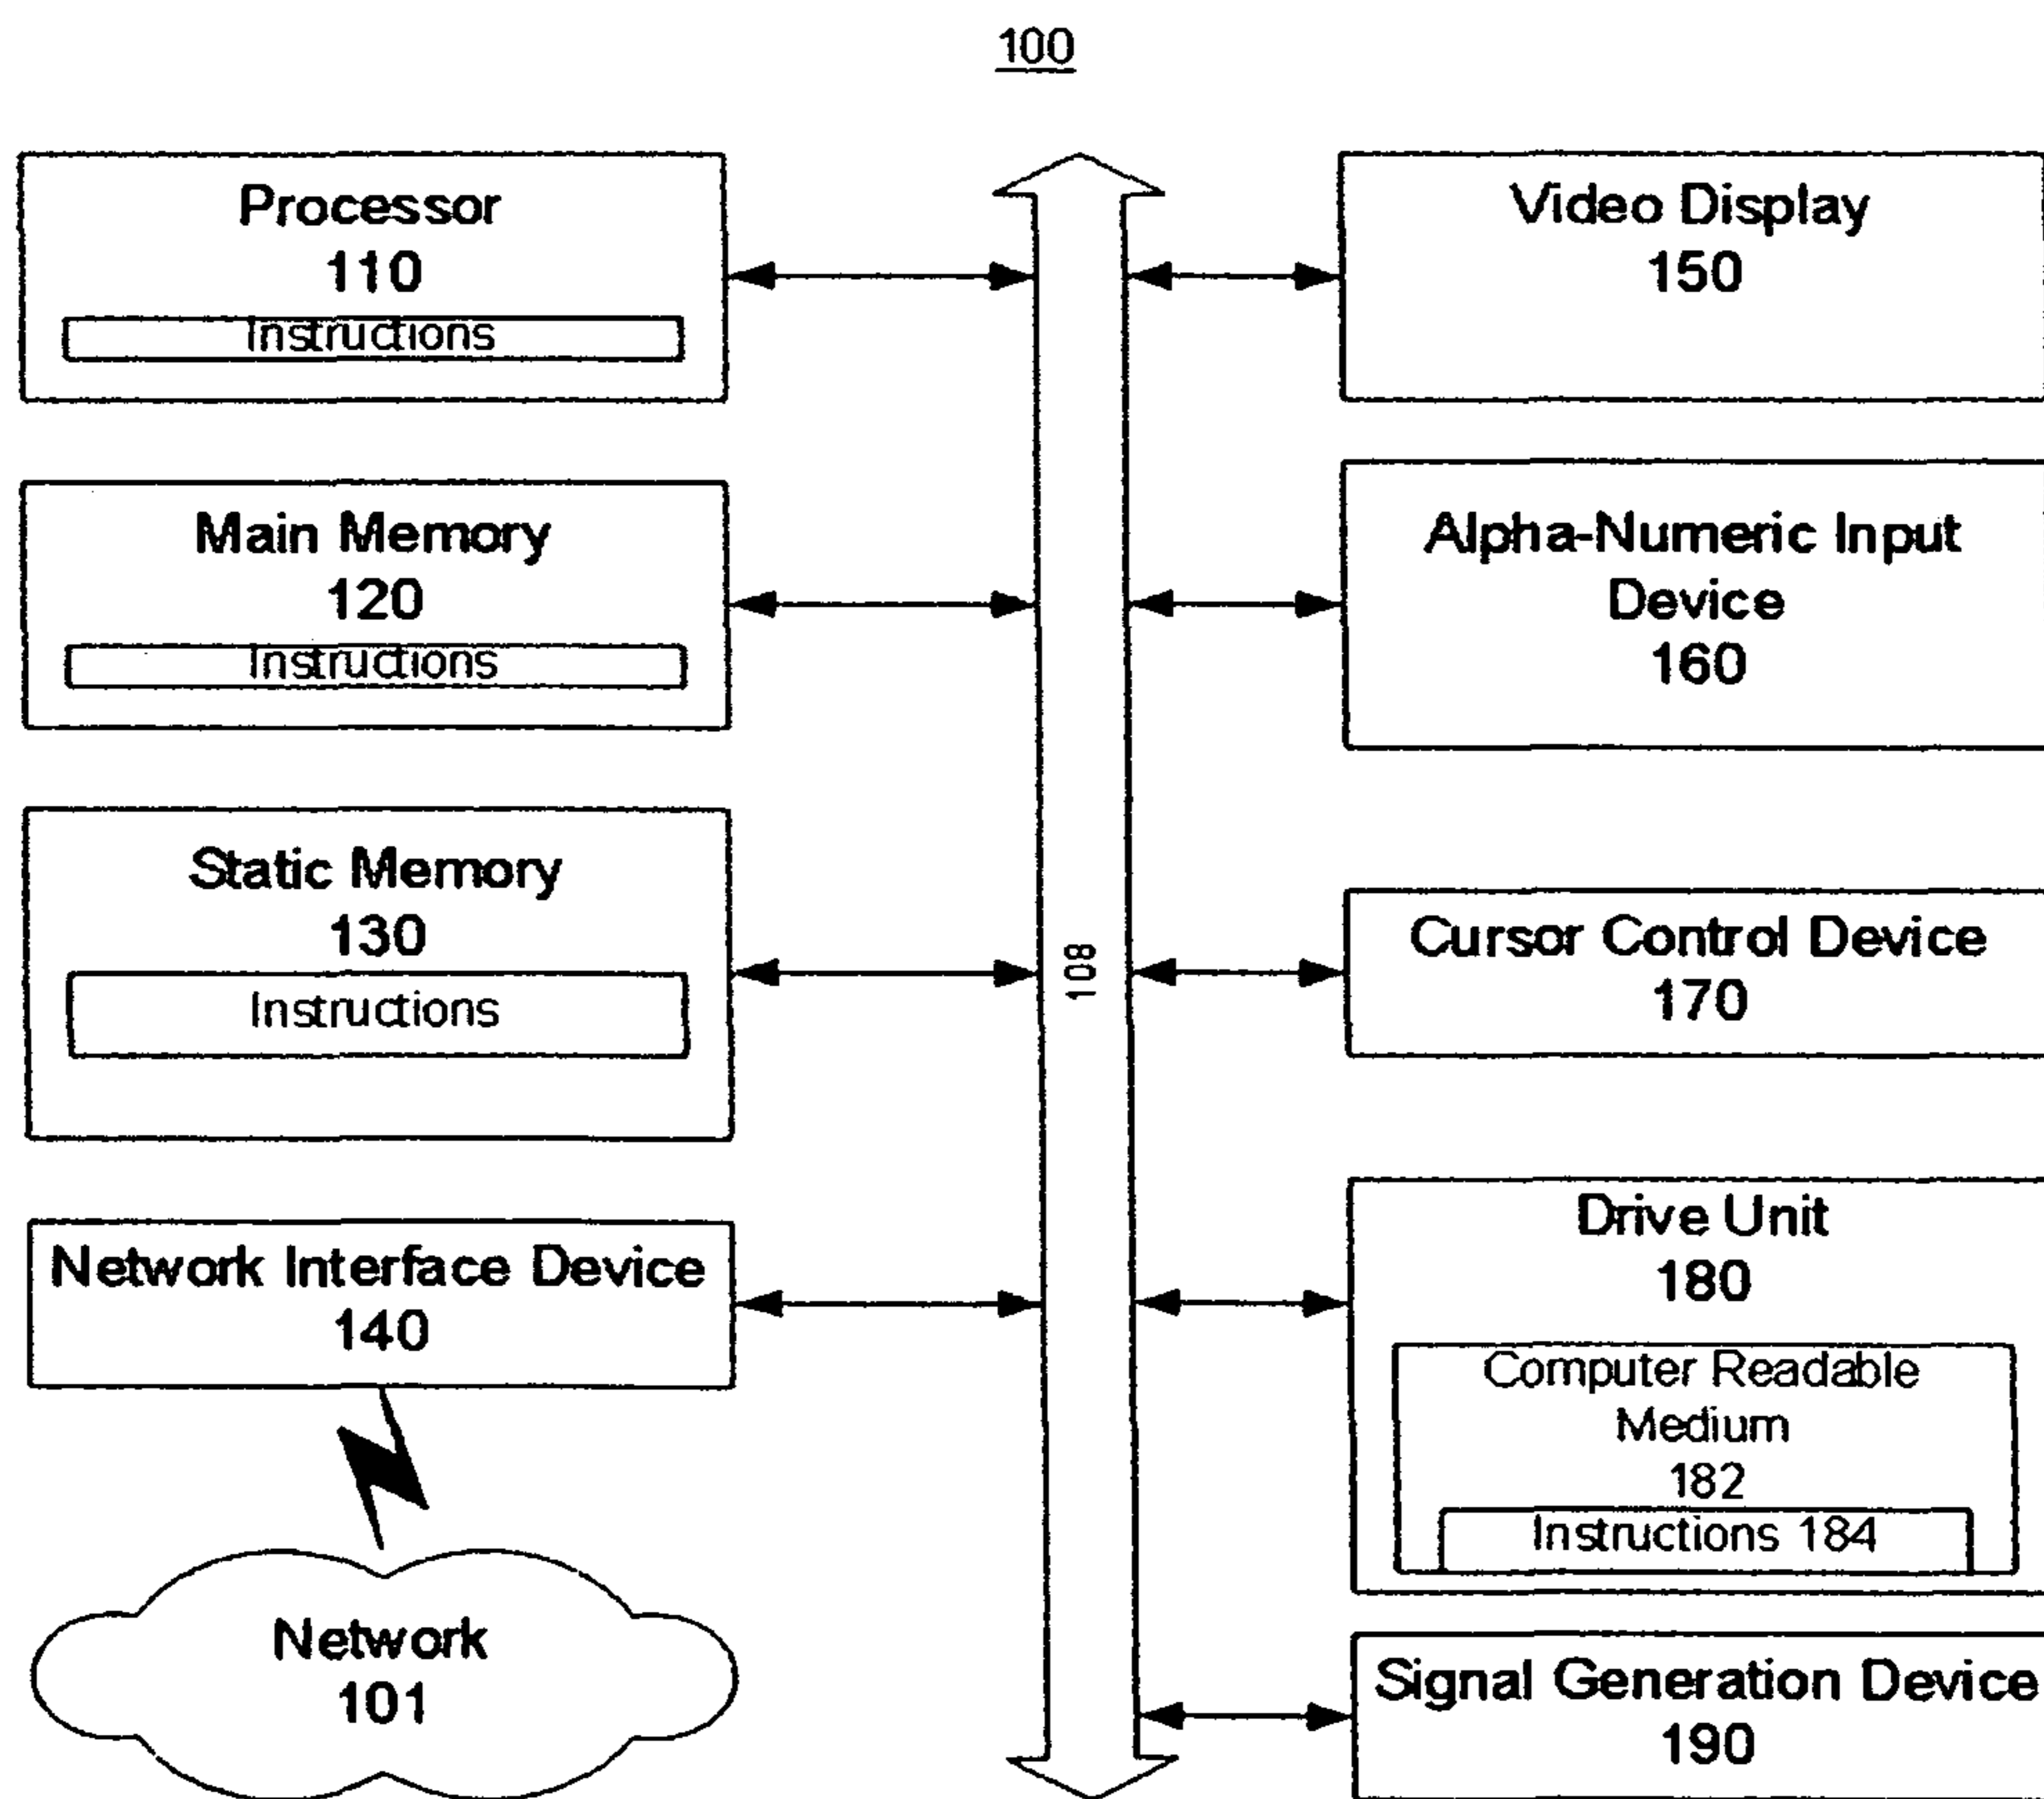 100
Processor
110
Instructions
Main Memory
120
Instructions
Static Memory
130
Instructions
Network Interface Device
140
Network
101
108
Video Display
150
Alpha-Numeric Input
Device
160
Cursor Control Device
170
Drive Unit
180
Computer Readable
Medium
182
Instructions 184
Signal Generation Device
190